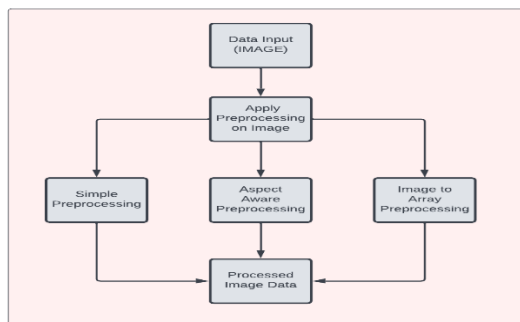 Data Input
(IMAGE)
Apply
Preprocessing
on Image
Simple
Preprocessing
Aspect
Aware
Preprocessing
Image to
Array
Preprocessing
Processed
Image Data